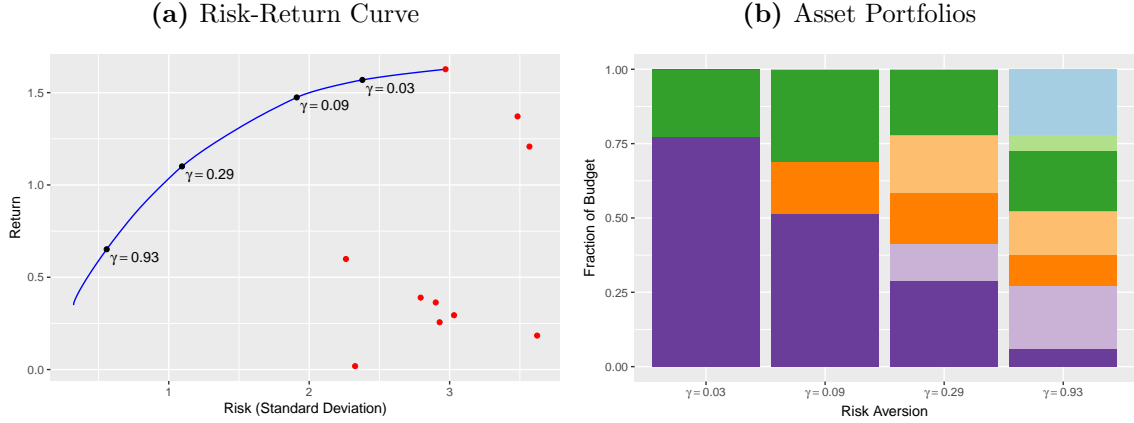 (a) Risk-Return Curve
1.5
1.0
0.5
0.0
Return
γ = 0.03
γ = 0.09
γ = 0.29
γ = 0.93
1 2 3
Risk (Standard Deviation)
(b) Asset Portfolios
1.00
0.75
0.50
0.25
0.00
Fraction of Budget
γ = 0.03 γ = 0.09 γ = 0.29 γ = 0.93
Risk Aversion